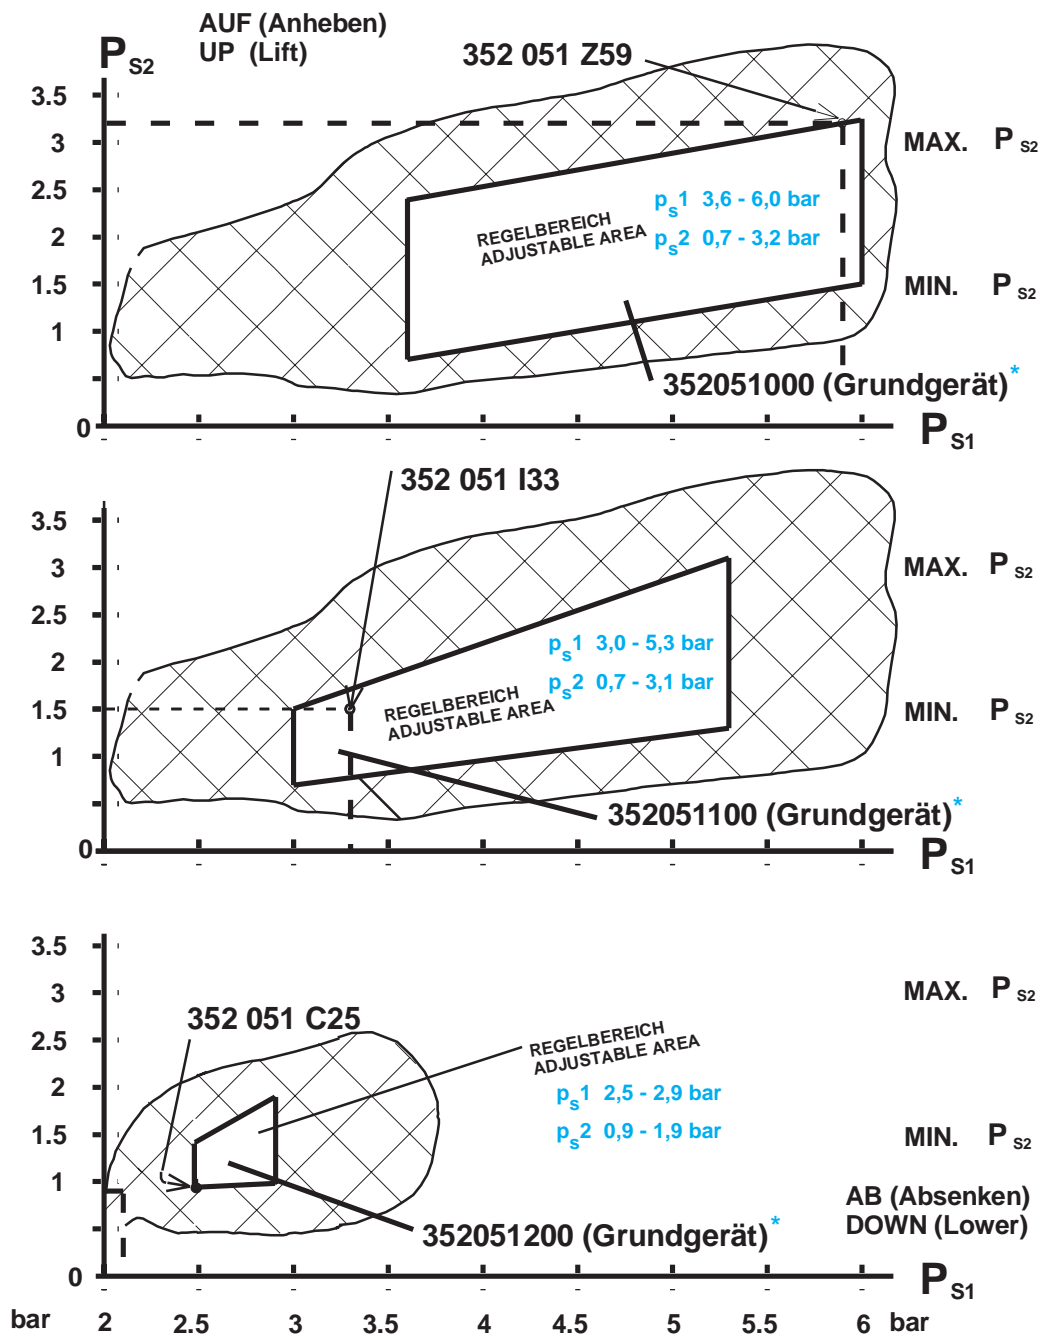 AUF (Anheben)
UP (Lift)
P S2
352 051 Z59
3.5
3
2.5
2
1.5
1
0
MAX. P S2
MIN. P S2
REGELBEREICH
ADJUSTABLE AREA
ps1 3,6 - 6,0 bar
ps2 0,7 - 3,2 bar
352051000 (Grundgerät)*
P S1
352 051 I33
3.5
3
2.5
2
1.5
1
0
MAX. P S2
MIN. P S2
REGELBEREICH
ADJUSTABLE AREA
ps1 3,0 - 5,3 bar
ps2 0,7 - 3,1 bar
352051100 (Grundgerät)*
P S1
3.5
3
2.5
2
1.5
1
0
MAX. P S2
352 051 C25
REGELBEREICH
ADJUSTABLE AREA
ps1 2,5 - 2,9 bar
ps2 0,9 - 1,9 bar
MIN. P S2
AB (Absenken)
DOWN (Lower)
352051200 (Grundgerät)*
P S1
bar 2 2.5 3 3.5 4 4.5 5 5.5 6 bar